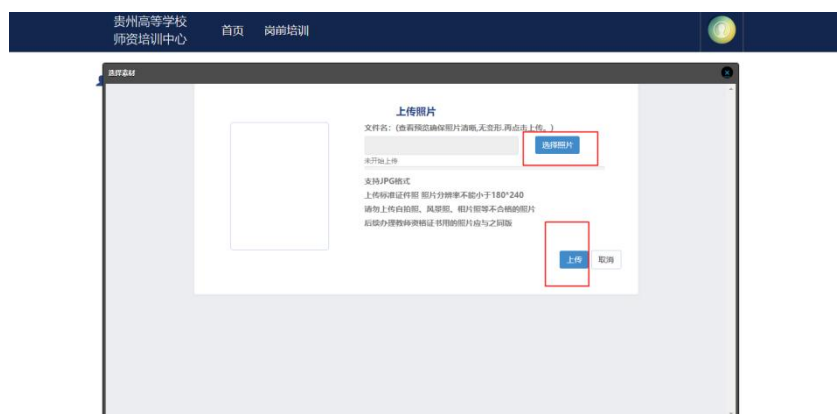 贵州高等学校
师资培训中心
首页 岗前培训
选择素材
上传照片
文件名：(查看预览确保照片清晰,无变形.再点击上传。)
选择照片
未开始上传
支持JPG格式
上传标准证件照 照片分辨率不能小于180*240
请勿上传自拍照、风景照、相片照等不合格的照片
后续办理教师资格证书用的照片应与之同版
上传 取消